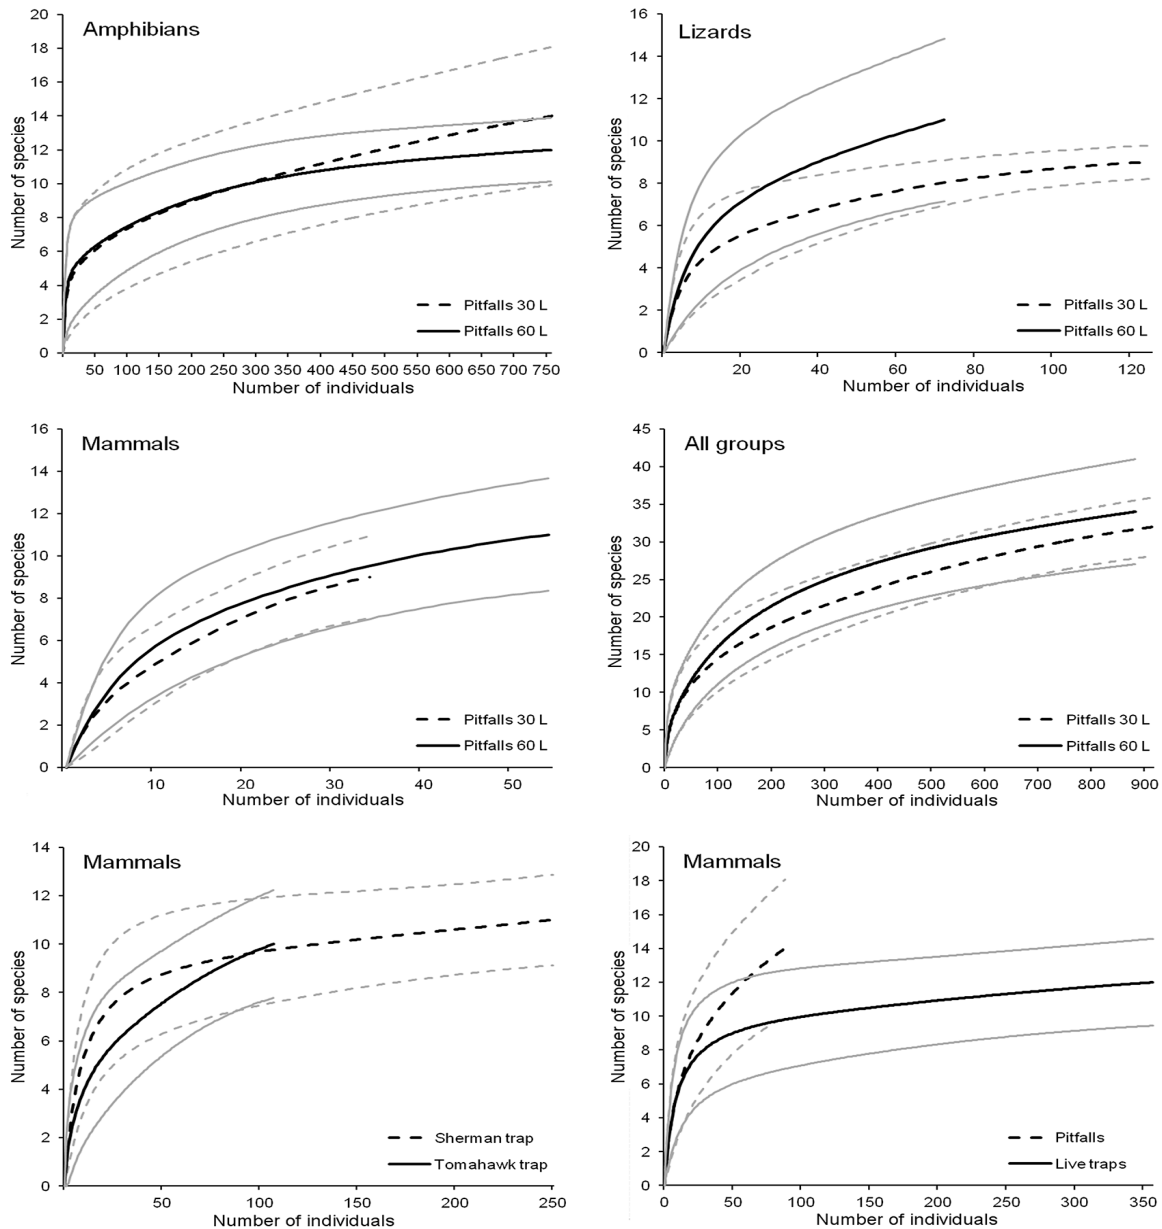 Amphibians
Number of species
20
18
16
14
12
10
8
6
4
2
0
50 100 150 200 250 300 350 400 450 500 550 600 650 700 750
Number of individuals
Pitfalls 30 L
Pitfalls 60 L
Lizards
Number of species
16
14
12
10
8
6
4
2
0
20 40 60 80 100 120
Number of individuals
Pitfalls 30 L
Pitfalls 60 L
Mammals
Number of species
16
14
12
10
8
6
4
2
0
10 20 30 40 50
Number of individuals
Pitfalls 30 L
Pitfalls 60 L
All groups
Number of species
45
40
35
30
25
20
15
10
5
0
0 100 200 300 400 500 600 700 800 900
Number of individuals
Pitfalls 30 L
Pitfalls 60 L
Mammals
Number of species
14
12
10
8
6
4
2
0
50 100 150 200 250
Number of individuals
Sherman trap
Tomahawk trap
Mammals
Number of species
20
18
16
14
12
10
8
6
4
2
0
0 50 100 150 200 250 300 350
Number of individuals
Pitfalls
Live traps